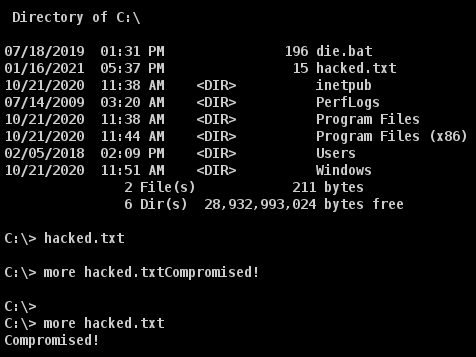 Directory of C:\
07/18/2019  01:31 PM               196 die.bat
01/16/2021  05:37 PM                15 hacked.txt
10/21/2020  11:38 AM    <DIR>          inetpub
07/14/2009  03:20 AM    <DIR>          PerfLogs
10/21/2020  11:38 AM    <DIR>          Program Files
10/21/2020  11:44 AM    <DIR>          Program Files (x86)
02/05/2018  02:09 PM    <DIR>          Users
10/21/2020  11:51 AM    <DIR>          Windows
2 File(s)            211 bytes
6 Dir(s)  28,932,993,024 bytes free
C:\> hacked.txt
C:\> more hacked.txtCompromised!
C:\>
C:\> more hacked.txt
Compromised!